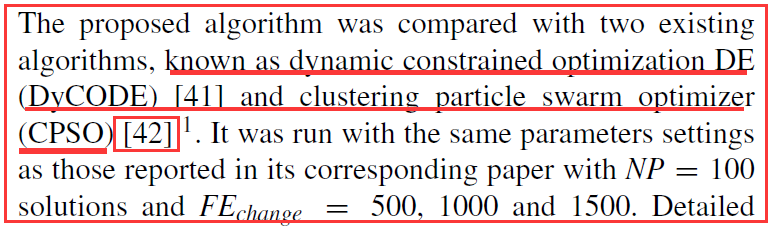 The proposed algorithm was compared with two existing
algorithms, known as dynamic constrained optimization DE
(DyCODE) [41] and clustering particle swarm optimizer
(CPSO) [42]¹. It was run with the same parameters settings
as those reported in its corresponding paper with NP = 100
solutions and FE_change = 500, 1000 and 1500. Detailed